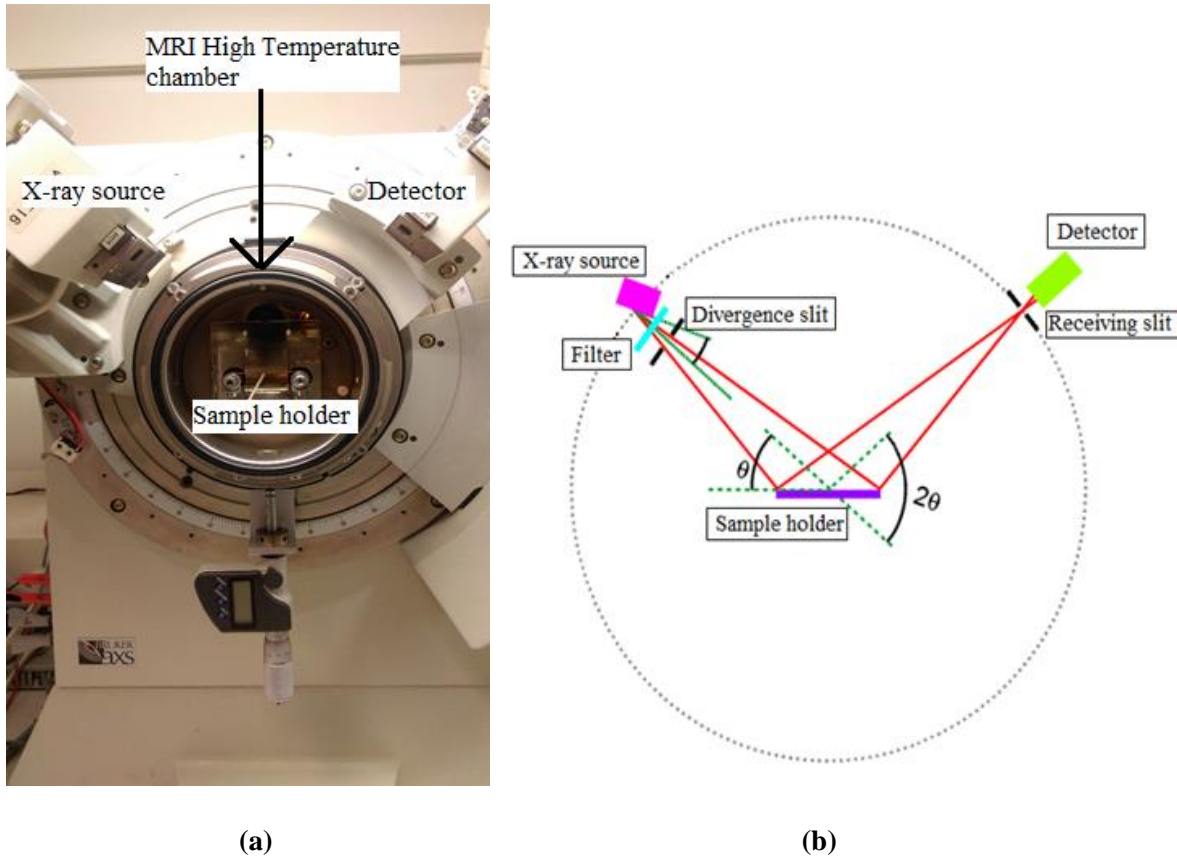 MRI High Temperature
chamber
X-ray source
Detector
Sample holder
axs
(a)
X-ray source
Detector
Divergence slit
Receiving slit
Filter
θ
2θ
Sample holder
(b)